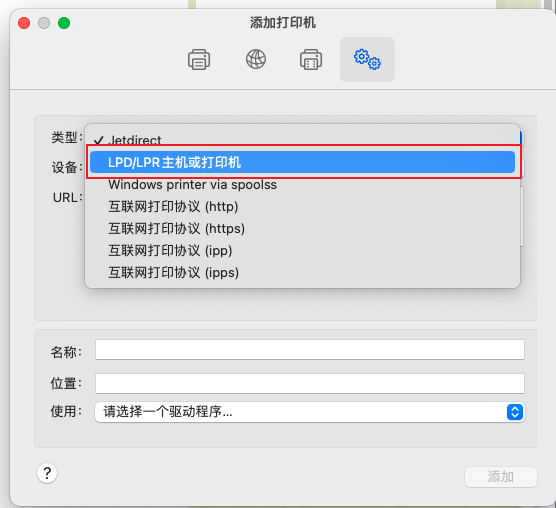 添加打印机
类型:
Jetdirect
LPD/LPR 主机或打印机
设备:
Windows printer via spoolss
URL:
互联网打印协议 (http)
互联网打印协议 (https)
互联网打印协议 (ipp)
互联网打印协议 (ipps)
名称:
位置:
使用: 请选择一个驱动程序...
?
添加